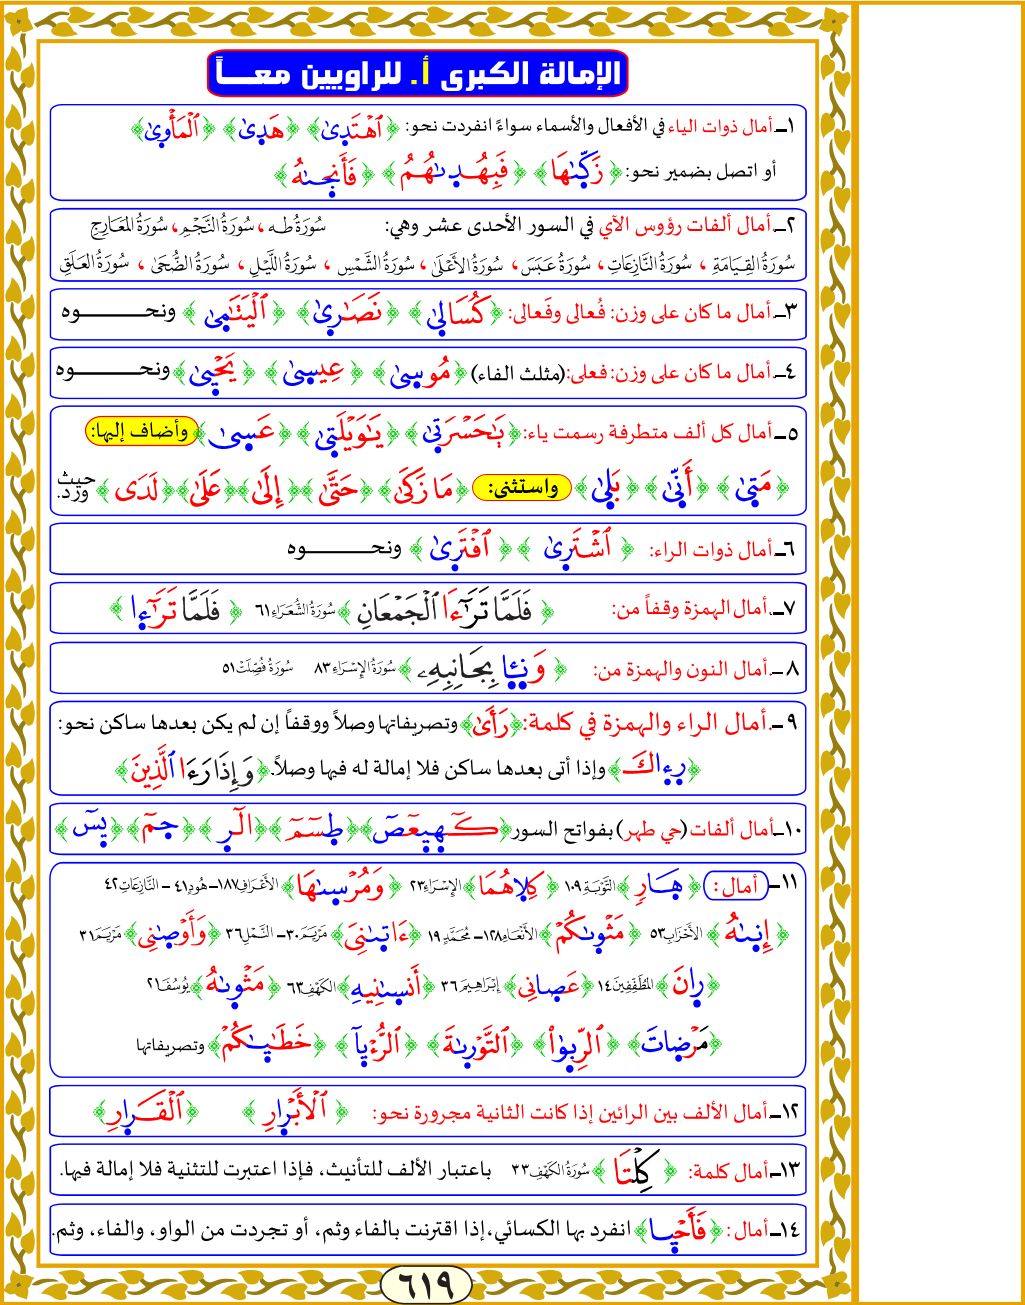 الإمالة الكبرى أ. للراويين معــاً
١ـ أمال ذوات الياء في الأفعال والأسماء سواءً انفردت نحو: ﴿ٱهْتَدِىٰ﴾ ﴿هَدِىٰ﴾ ﴿ٱلْمَأْوِىٰ﴾
أو اتصل بضمير نحو: ﴿زَكَّىٰهَا﴾ ﴿فَبِهُدِىٰهُمُ﴾ ﴿فَأَنجِىٰهُ﴾
٢ـ أمال ألفات رؤوس الآي في السور الأحدى عشر وهي: سُورَةُ طه، سُورَةُ النَّجْمِ، سُورَةُ المَعَارِجِ
سُورَةُ القِيَامَةِ، سُورَةُ النَّازِعَاتِ، سُورَةُ عَبَسَ، سُورَةُ الأَعْلَى، سُورَةُ الشَّمْسِ، سُورَةُ اللَّيْلِ، سُورَةُ الضُّحَى، سُورَةُ العَلَقِ
٣ـ أمال ما كان على وزن: فُعالى وفَعالى: ﴿كُسَالِىٰ﴾ ﴿نَصَٰرِىٰ﴾ ﴿ٱلْيَتَٰمِىٰ﴾ ونحـــوه
٤ـ أمال ما كان على وزن: فعلى: (مثلث الفاء) ﴿مُوسِىٰ﴾ ﴿عِيسِىٰ﴾ ﴿يَحْيِىٰ﴾ ونحـــوه
٥ـ أمال كل ألف متطرفة رسمت ياء: ﴿يَٰحَسْرَتِىٰ﴾ ﴿يَٰوَيْلَتِىٰ﴾ ﴿عَسِىٰ﴾ وأضاف إليها:
﴿مَتِىٰ﴾ ﴿أَنِّىٰ﴾ ﴿بَلِىٰ﴾ واستثنى: ﴿مَا زَكَىٰ﴾ ﴿حَتَّىٰ﴾ ﴿إِلَىٰ﴾ ﴿عَلَىٰ﴾ ﴿لَدَى﴾ حيث ورد.
٦ـ أمال ذوات الراء: ﴿ٱشْتَرِىٰ﴾ ﴿ٱفْتَرِىٰ﴾ ونحـــوه
٧ـ أمال الهمزة وقفاً من: ﴿فَلَمَّا تَرَٰٓءَا ٱلْجَمْعَانِ﴾ سُورَةُ الشُّعَرَاء ٦١ ﴿فَلَمَّا تَرَٰٓءِا﴾
٨ـ أمال النون والهمزة من: ﴿وَنِـِٔا بِجَانِبِهِۦ﴾ سُورَةُ الإِسْرَاء ٨٣ سُورَةُ فُصِّلَتْ ٥١
٩ـ أمال الراء والهمزة في كلمة: ﴿رَأَىٰ﴾ وتصريفاتها وصلاً ووقفاً إن لم يكن بعدها ساكن نحو:
﴿رِءِاكَ﴾ وإذا أتى بعدها ساكن فلا إمالة له فيها وصلاً. ﴿وَإِذَا رَءَا ٱلَّذِينَ﴾
١٠ـ أمال ألفات (حي طهر) بفواتح السور ﴿كٓهيعٓصٓ﴾ ﴿طِسٓمٓ﴾ ﴿الٓرِ﴾ ﴿حِمٓ﴾ ﴿يِسٓ﴾
١١ـ أمال: ﴿هِارٍ﴾ التَّوْبَة ١٠٩ ﴿كِلِاهُمَا﴾ الإِسْرَاء ٢٣ ﴿وَمُرْسِىٰهَا﴾ الأَعْرَاف ١٨٧ـ هُود ٤١ - النَّازِعَات ٤٢
﴿إِنِىٰهُ﴾ الأَحْزَاب ٥٣ ﴿مَثْوِىٰكُمْ﴾ الأَنْعَام ١٢٨ـ مُحَمَّد ١٩ ﴿ءَاتِىٰنِىَ﴾ مَرْيَم ٣٠ـ النَّمْل ٣٦ ﴿وَأَوْصِىٰنِى﴾ مَرْيَم ٣١
﴿رِانَ﴾ المُطَفِّفِين ١٤ ﴿عَصِانِى﴾ إِبْرَاهِيم ٣٦ ﴿أَنسِىٰنِيهِ﴾ الكَهْف ٦٣ ﴿مَثْوِىٰهُ﴾ يُوسُف ٢١
﴿مَرْضِاتَ﴾ ﴿ٱلرِّبِوٰا۟﴾ ﴿ٱلتَّوْرِىٰةَ﴾ ﴿ٱلرُّءْيِآ﴾ ﴿خَطَٰيِىٰكُمْ﴾ وتصريفاتها
١٢ـ أمال الألف بين الرائين إذا كانت الثانية مجرورة نحو: ﴿ٱلْأَبْرِارِ﴾ ﴿ٱلْقَرِارِ﴾
١٣ـ أمال كلمة: ﴿كِلْتَا﴾ سُورَةُ الكَهْف ٣٣ باعتبار الألف للتأنيث، فإذا اعتبرت للتثنية فلا إمالة فيها.
١٤ـ أمال: ﴿فَأَحْيِا﴾ انفرد بها الكسائي، إذا اقترنت بالفاء وثم، أو تجردت من الواو، والفاء، وثم.
٦١٩